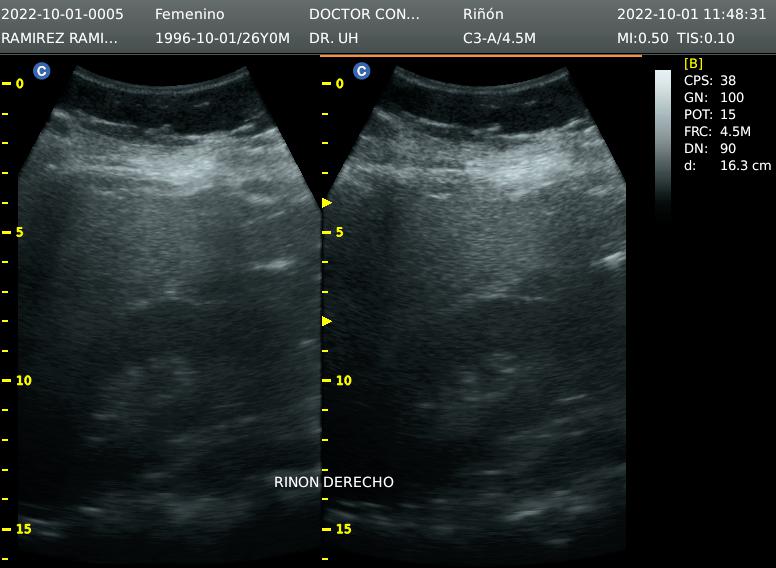 2022-10-01-0005 Femenino DOCTOR CON... Riñón 2022-10-01 11:48:31
RAMIREZ RAMI... 1996-10-01/26Y0M DR. UH C3-A/4.5M MI:0.50 TIS:0.10
C
C
[B]
CPS: 38
GN: 100
POT: 15
FRC: 4.5M
DN: 90
d: 16.3 cm
0 0
5 5
10 10
RINON DERECHO
15 15